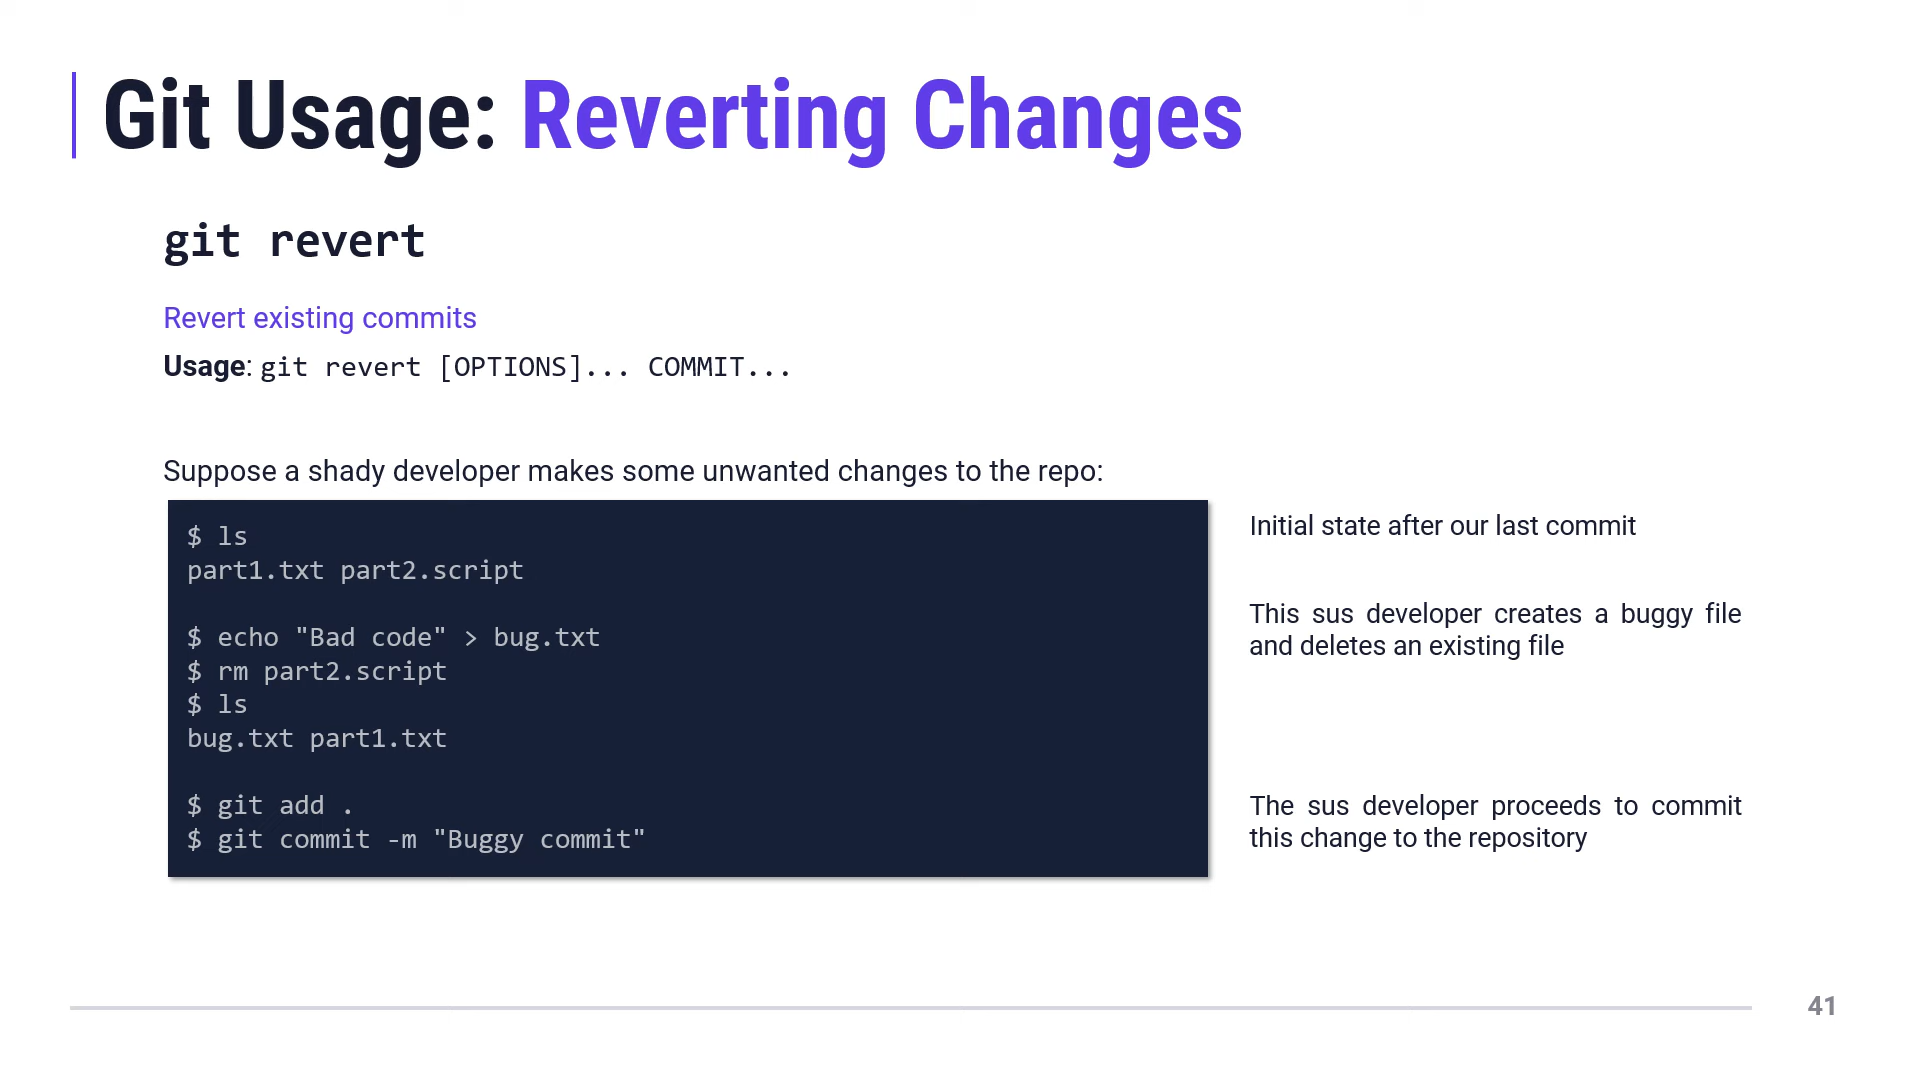 Git Usage: Reverting Changes
git revert
Revert existing commits
Usage: git revert [OPTIONS]... COMMIT...
Suppose a shady developer makes some unwanted changes to the repo:
$ ls
part1.txt part2.script
$ echo "Bad code" > bug.txt
$ rm part2.script
$ ls
bug.txt part1.txt
$ git add .
$ git commit -m "Buggy commit"
Initial state after our last commit
This sus developer creates a buggy file
and deletes an existing file
The sus developer proceeds to commit
this change to the repository
41